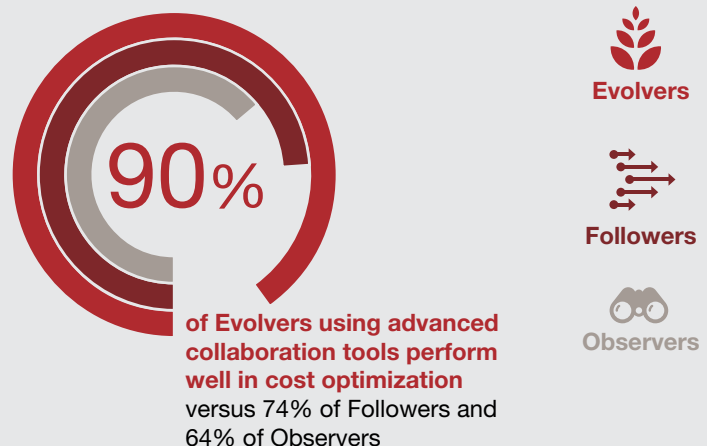 90%
of Evolvers using advanced
collaboration tools perform
well in cost optimization
versus 74% of Followers and
64% of Observers
Evolvers
Followers
Observers